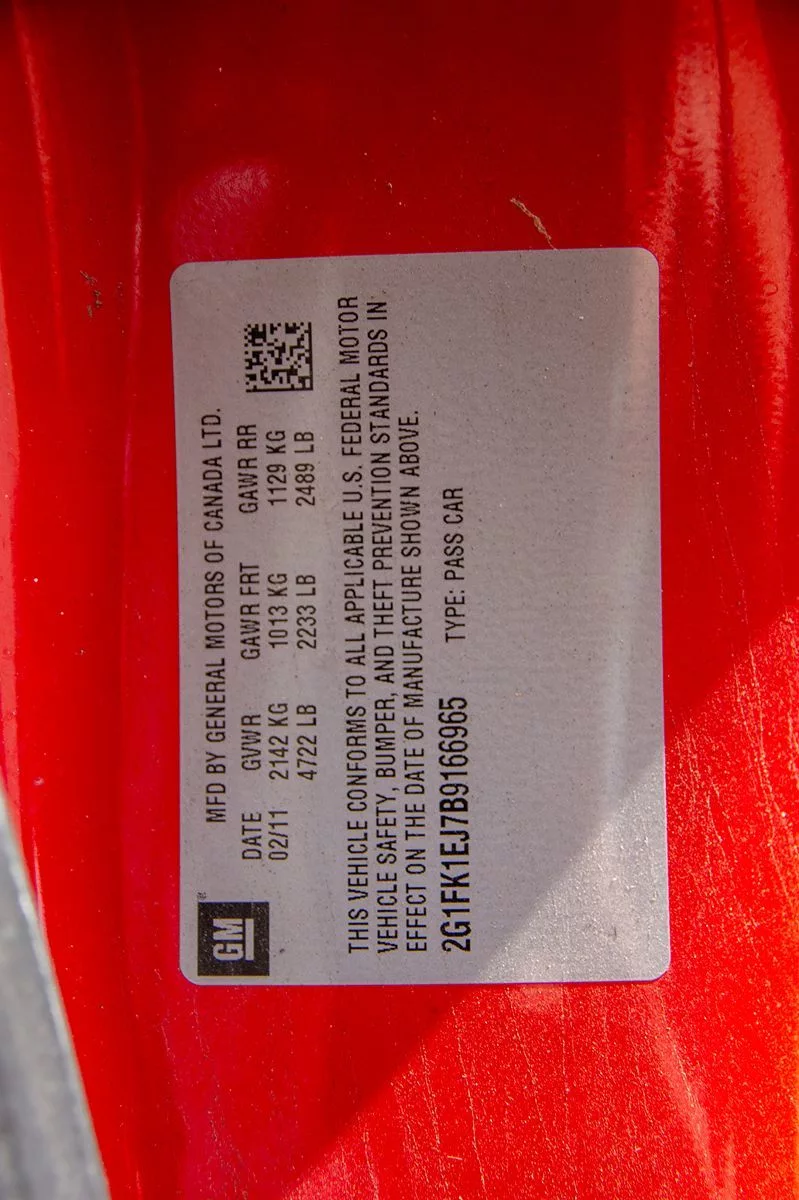 MFD BY GENERAL MOTORS OF CANADA LTD.
DATE GVWR GAWR FRT GAWR RR
02/11 2142 KG 1013 KG 1129 KG
4722 LB 2233 LB 2489 LB
GM®
THIS VEHICLE CONFORMS TO ALL APPLICABLE U.S. FEDERAL MOTOR
VEHICLE SAFETY, BUMPER, AND THEFT PREVENTION STANDARDS IN
EFFECT ON THE DATE OF MANUFACTURE SHOWN ABOVE.
2G1FK1EJ7B9166965 TYPE: PASS CAR